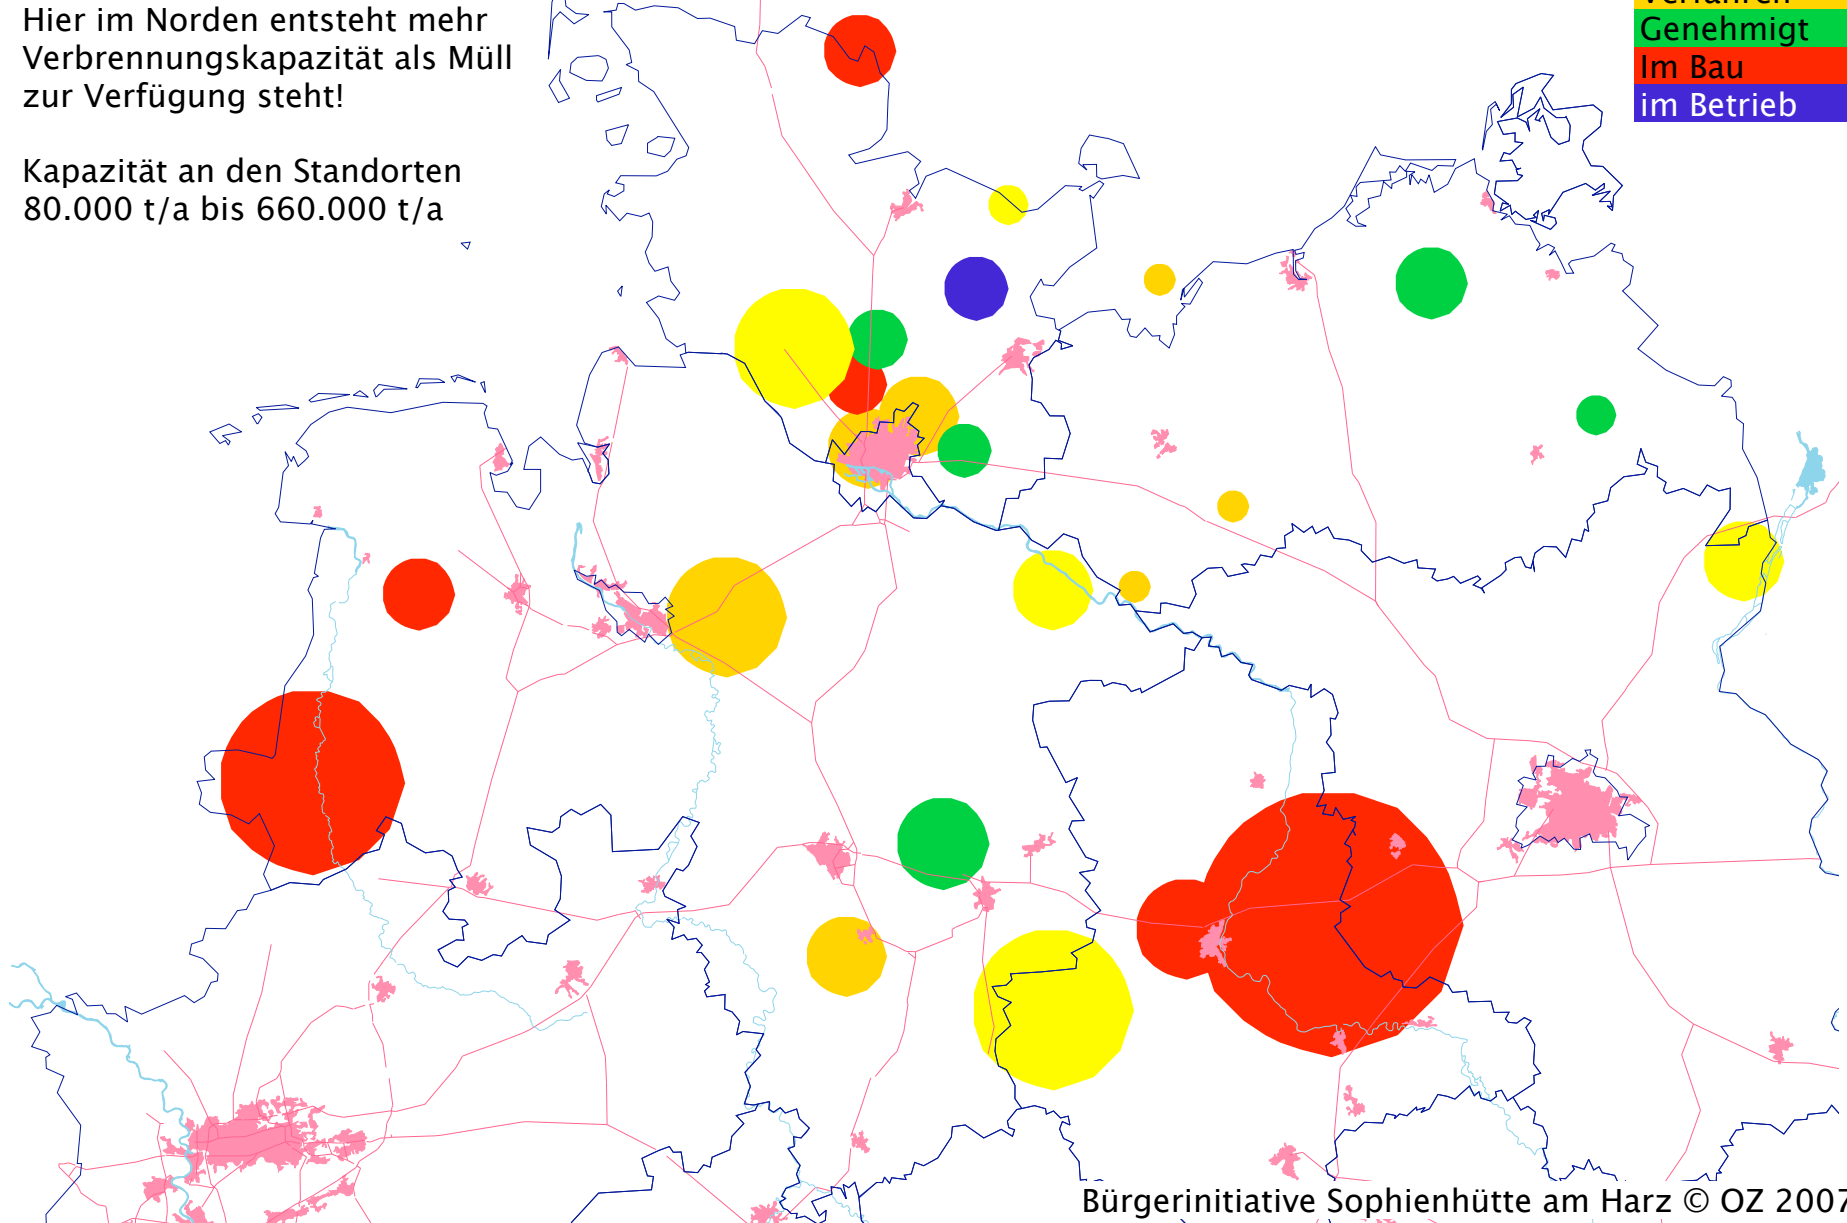 Hier im Norden entsteht mehr
Verbrennungskapazität als Müll
zur Verfügung steht!
Kapazität an den Standorten
80.000 t/a bis 660.000 t/a
Verfahren
Genehmigt
Im Bau
im Betrieb
Bürgerinitiative Sophienhütte am Harz © OZ 2007